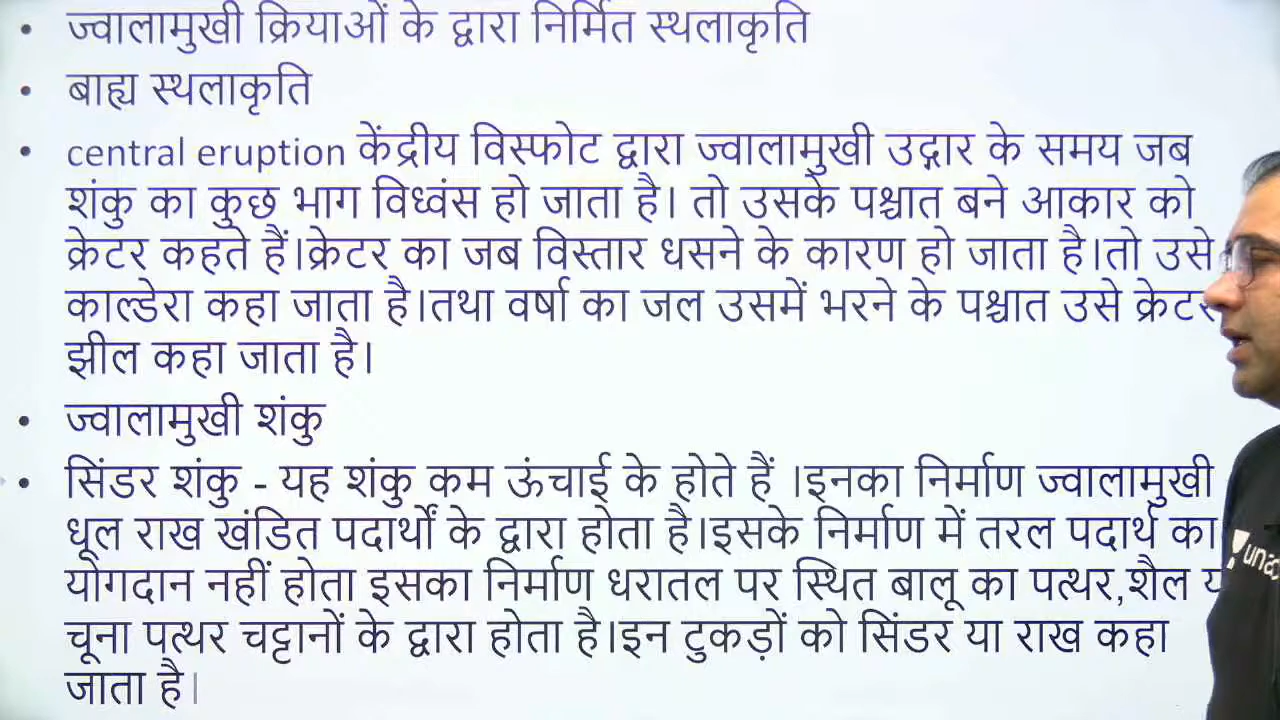 • ज्वालामुखी क्रियाओं के द्वारा निर्मित स्थलाकृति
• बाह्य स्थलाकृति
• central eruption केंद्रीय विस्फोट द्वारा ज्वालामुखी उद्गार के समय जब
शंकु का कुछ भाग विध्वंस हो जाता है। तो उसके पश्चात बने आकार को
क्रेटर कहते हैं।क्रेटर का जब विस्तार धसने के कारण हो जाता है।तो उसे
काल्डेरा कहा जाता है।तथा वर्षा का जल उसमें भरने के पश्चात उसे क्रेटर
झील कहा जाता है।
• ज्वालामुखी शंकु
• सिंडर शंकु - यह शंकु कम ऊंचाई के होते हैं ।इनका निर्माण ज्वालामुखी
धूल राख खंडित पदार्थों के द्वारा होता है।इसके निर्माण में तरल पदार्थ का
योगदान नहीं होता इसका निर्माण धरातल पर स्थित बालू का पत्थर,शैल
चूना पत्थर चट्टानों के द्वारा होता है।इन टुकड़ों को सिंडर या राख कहा
जाता है।